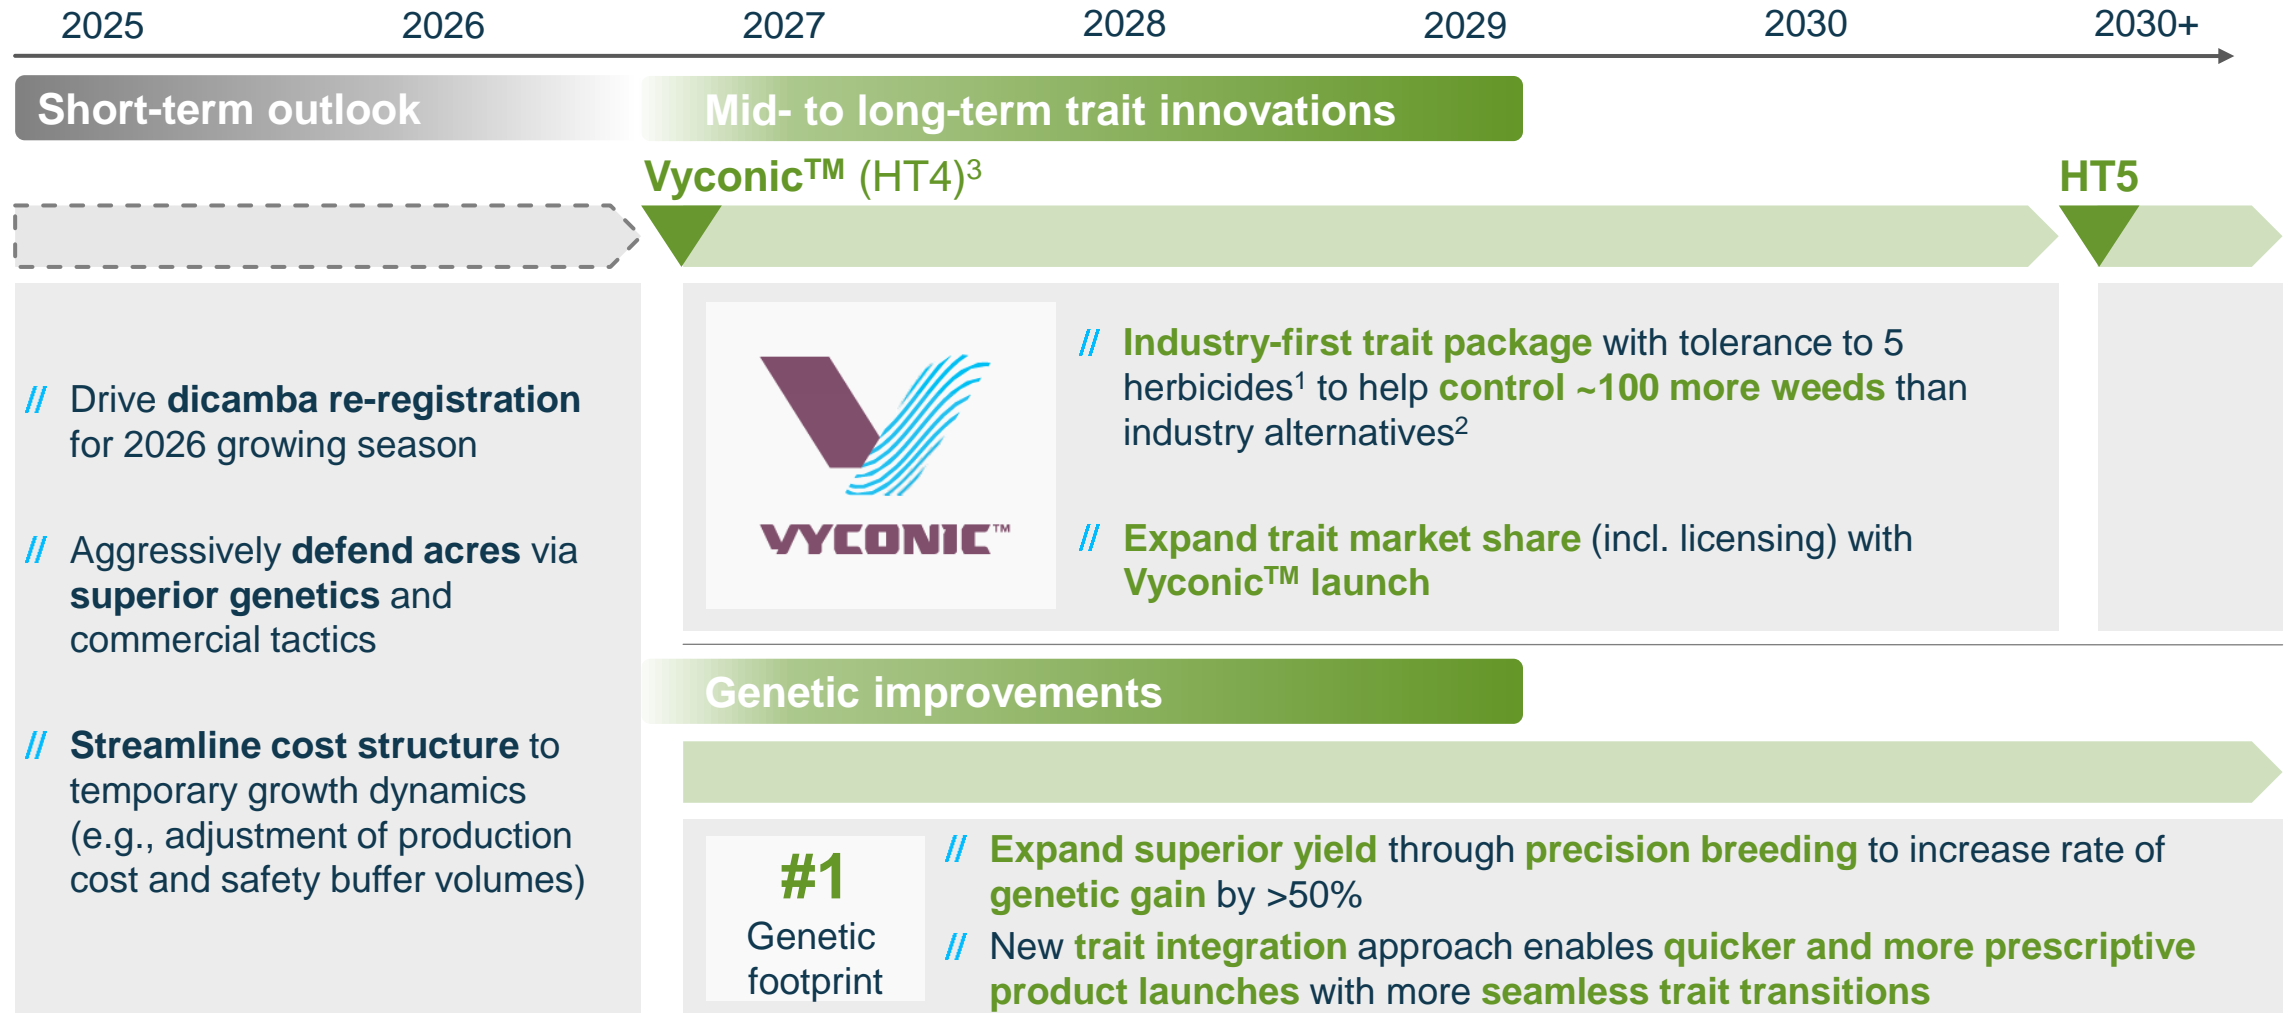 2025 2026 2027 2028 2029 2030 2030+
Short-term outlook
// Drive dicamba re-registration
for 2026 growing season
// Aggressively defend acres via
superior genetics and
commercial tactics
// Streamline cost structure to
temporary growth dynamics
(e.g., adjustment of production
cost and safety buffer volumes)
Mid- to long-term trait innovations
Vyconic™ (HT4)³
HT5
VYCONIC™
// Industry-first trait package with tolerance to 5
herbicides¹ to help control ~100 more weeds than
industry alternatives²
// Expand trait market share (incl. licensing) with
Vyconic™ launch
Genetic improvements
#1
Genetic
footprint
// Expand superior yield through precision breeding to increase rate of
genetic gain by >50%
// New trait integration approach enables quicker and more prescriptive
product launches with more seamless trait transitions